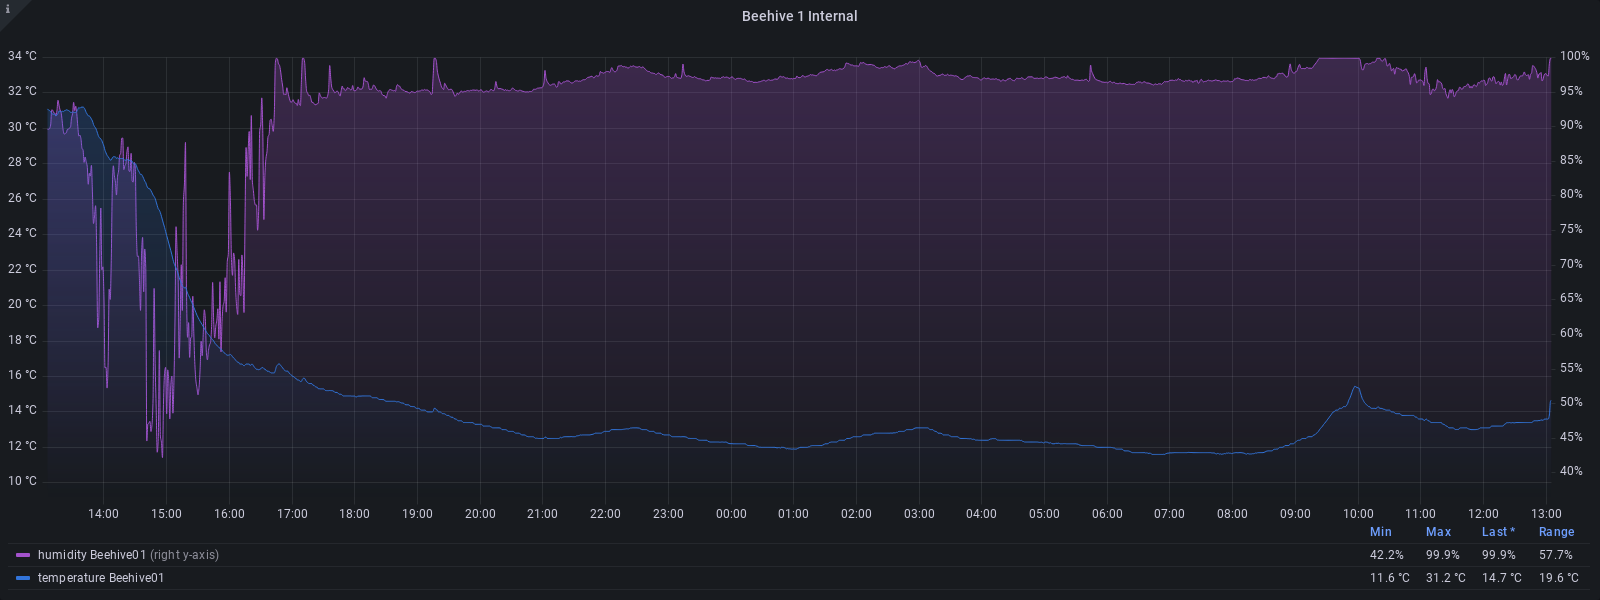 i
Beehive 1 Internal
34 °C 100%
32 °C 95%
30 °C 90%
28 °C 85%
26 °C 80%
24 °C 75%
22 °C 70%
20 °C 65%
18 °C 60%
16 °C 55%
14 °C 50%
12 °C 45%
10 °C 40%
14:00 15:00 16:00 17:00 18:00 19:00 20:00 21:00 22:00 23:00 00:00 01:00 02:00 03:00 04:00 05:00 06:00 07:00 08:00 09:00 10:00 11:00 12:00 13:00
Min Max Last * Range
humidity Beehive01 (right y-axis) 42.2% 99.9% 99.9% 57.7%
temperature Beehive01 11.6 °C 31.2 °C 14.7 °C 19.6 °C